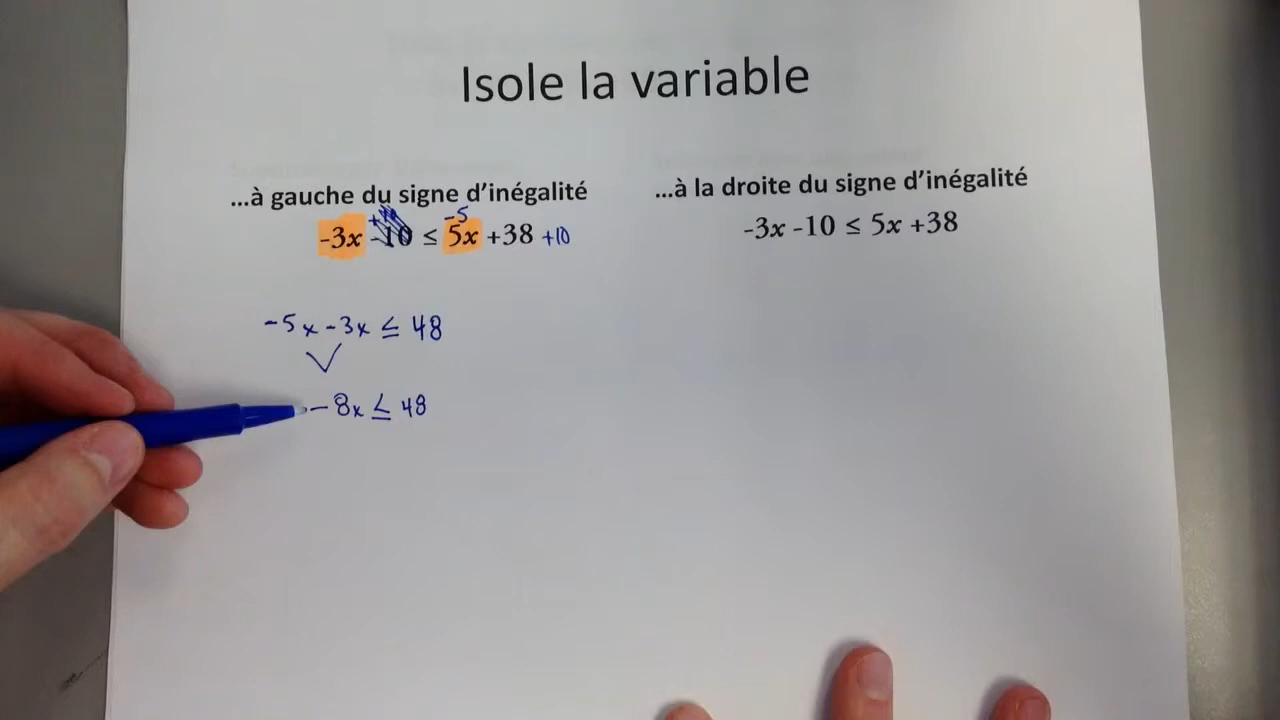 Isole la variable
...à gauche du signe d'inégalité
-5
-3x -10 ≤ 5x +38 +10
-5x -3x ≤ 48
-8x ≤ 48
...à la droite du signe d'inégalité
-3x -10 ≤ 5x +38